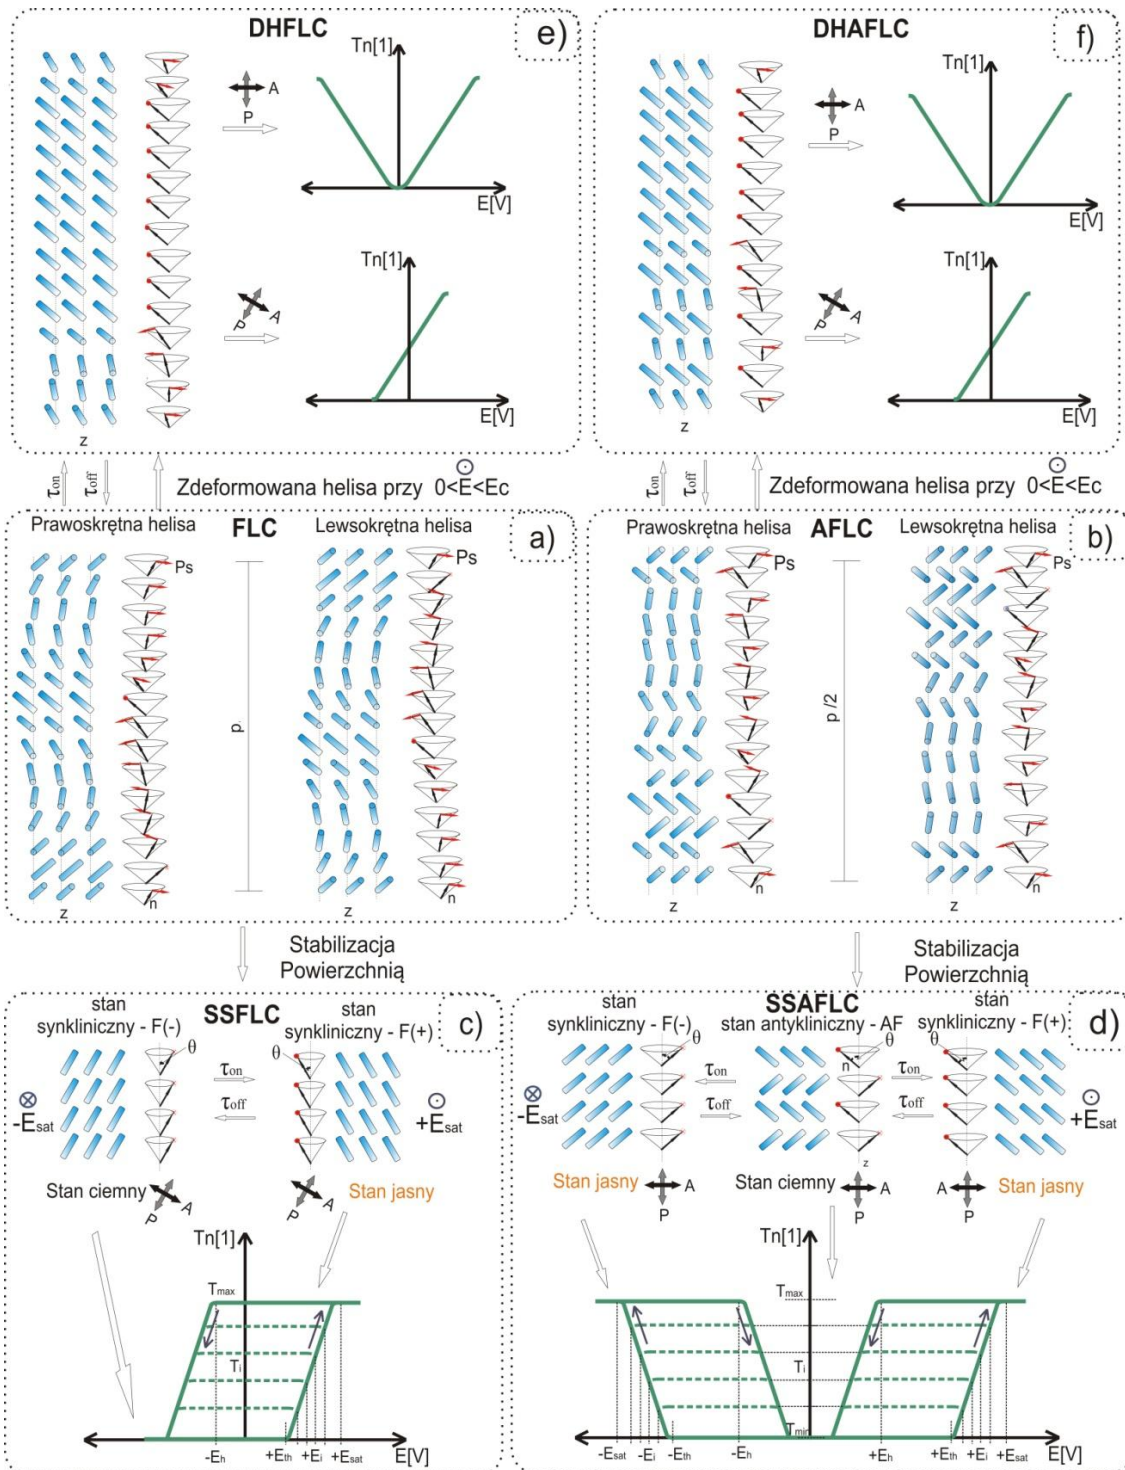 DHFLC
e)
Tn[1]
A
P
E[V]
Tn[1]
P
A
E[V]
z
DHAFLC
f)
Tn[1]
A
P
E[V]
Tn[1]
P
A
E[V]
z
τon
τoff
Zdeformowana helisa przy 0<E<Ec
τon
τoff
Zdeformowana helisa przy 0<E<Ec
Prawoskrętna helisa
FLC
Lewsokrętna helisa
a)
Ps
p
n
z
z
Prawoskrętna helisa
AFLC
Lewsokrętna helisa
b)
Ps
p/2
n
z
z
Stabilizacja
Powierzchnią
Stabilizacja
Powierzchnią
stan
synkliniczny - F(-)
SSFLC
stan
synkliniczny - F(+)
c)
θ
θ
τon
τoff
-Esat
+Esat
Stan ciemny
P
A
P
A
Stan jasny
Tn[1]
Tmax
Ti
-Eh
+Eth
+Ei
+Esat
E[V]
stan
synkliniczny - F(-)
SSAFLC
stan antykliniczny - AF
stan
synkliniczny - F(+)
d)
θ
θ
θ
n
τon
τoff
τon
τoff
-Esat
+Esat
z
Stan jasny
A
P
Stan ciemny
A
P
A
P
Stan jasny
Tn[1]
Tmax
Ti
Tmin
-Esat
-Ei
-Eth
-Eh
+Eh
+Eth
+Ei
+Esat
E[V]